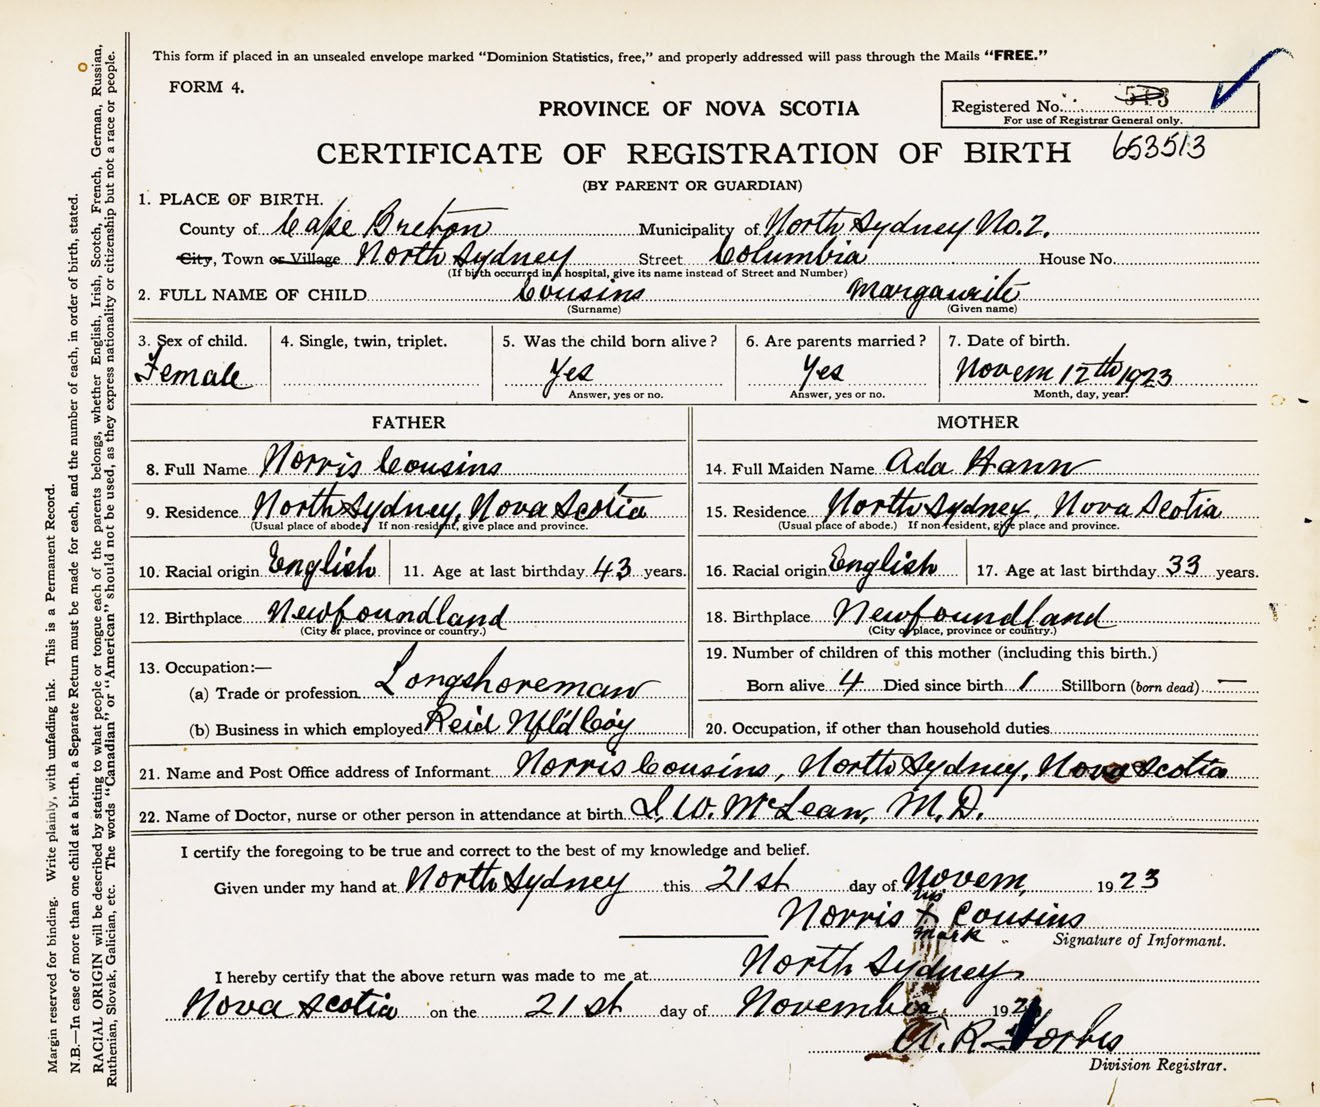 This form if placed in an unsealed envelope marked “Dominion Statistics, free,” and properly addressed will pass through the Mails “FREE.”
FORM 4.
Registered No. 543
For use of Registrar General only.
PROVINCE OF NOVA SCOTIA
CERTIFICATE OF REGISTRATION OF BIRTH 653513
(BY PARENT OR GUARDIAN)
1. PLACE OF BIRTH.
County of Cape Breton Municipality of North Sydney No. 2.
City, Town or Village North Sydney Street Columbia House No.
(If birth occurred in a hospital, give its name instead of Street and Number)
2. FULL NAME OF CHILD Cousins Margaurite
(Surname) (Given name)
3. Sex of child. 4. Single, twin, triplet. 5. Was the child born alive? 6. Are parents married? 7. Date of birth.
Female Yes Yes Novem 12th 1923
Answer, yes or no. Answer, yes or no. Month, day, year.
FATHER MOTHER
8. Full Name Norris Cousins 14. Full Maiden Name Ada Hann
9. Residence North Sydney, Nova Scotia 15. Residence North Sydney, Nova Scotia
(Usual place of abode. If non-resident, give place and province. (Usual place of abode.) If non resident, give place and province.
10. Racial origin English 11. Age at last birthday 43 years. 16. Racial origin English 17. Age at last birthday 33 years.
12. Birthplace Newfoundland 18. Birthplace Newfoundland
(City or place, province or country.) (City or place, province or country.)
13. Occupation:— 19. Number of children of this mother (including this birth.)
(a) Trade or profession Longshoreman Born alive 4 Died since birth 1 Stillborn (born dead) —
(b) Business in which employed Reid Nfl'd Co'y 20. Occupation, if other than household duties
21. Name and Post Office address of Informant Norris Cousins, North Sydney, Nova Scotia
22. Name of Doctor, nurse or other person in attendance at birth L. W. McLean, M.D.
I certify the foregoing to be true and correct to the best of my knowledge and belief.
Given under my hand at North Sydney this 21st day of Novem, 1923
his
Norris X Cousins
mark
Signature of Informant.
I hereby certify that the above return was made to me at North Sydney
Nova Scotia on the 21st day of November 192
A. R. Forbes
Division Registrar.
Margin reserved for binding. Write plainly, with unfading ink. This is a Permanent Record.
N.B.—In case of more than one child at a birth, a Separate Return must be made for each, and the number of each, in order of birth, stated.
RACIAL ORIGIN will be described by stating to what people or tongue each of the parents belongs, whether English, Irish, Scotch, French, German, Russian,
Ruthenian, Slovak, Galician, etc. The words “Canadian” or “American” should not be used, as they express nationality or citizenship but not a race or people.